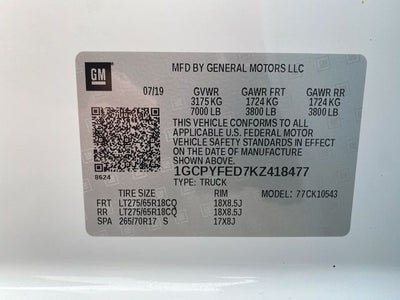 GM
MFD BY GENERAL MOTORS LLC
07/19 GVWR GAWR FRT GAWR RR
3175 KG 1724 KG 1724 KG
7000 LB 3800 LB 3800 LB
THIS VEHICLE CONFORMS TO ALL
APPLICABLE U.S. FEDERAL MOTOR
VEHICLE SAFETY STANDARDS IN EFFECT
ON THE DATE OF MANUFACTURE
SHOWN ABOVE.
1GCPYFED7KZ418477
8624 TYPE: TRUCK
TIRE SIZE RIM MODEL: 77CK10543
FRT LT275/65R18CQ 18X8.5J
RR LT275/65R18CQ 18X8.5J
SPA 265/70R17 S 17X8J